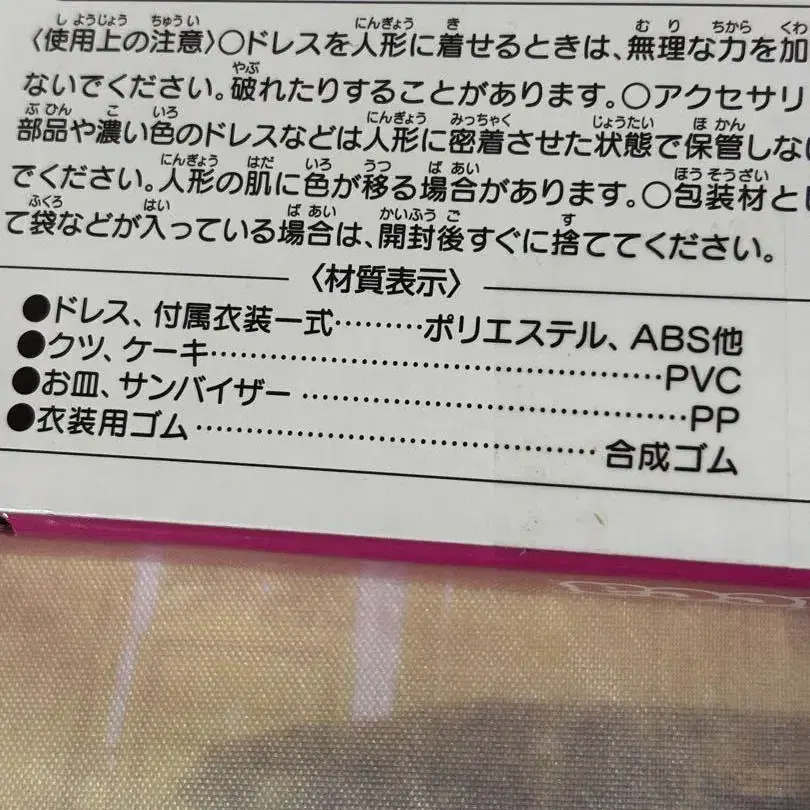 〈使用上の注意〉○ドレスを人形に着せるときは、無理な力を加
ないでください。破れたりすることがあります。○アクセサリ
部品や濃い色のドレスなどは人形に密着させた状態で保管しない
でください。人形の肌に色が移る場合があります。○包装材とし
て袋などが入っている場合は、開封後すぐに捨ててください。
〈材質表示〉
●ドレス、付属衣装一式………ポリエステル、ABS他
●クツ、ケーキ………………………………PVC
●お皿、サンバイザー………………………………PP
●衣装用ゴム………………………………合成ゴム